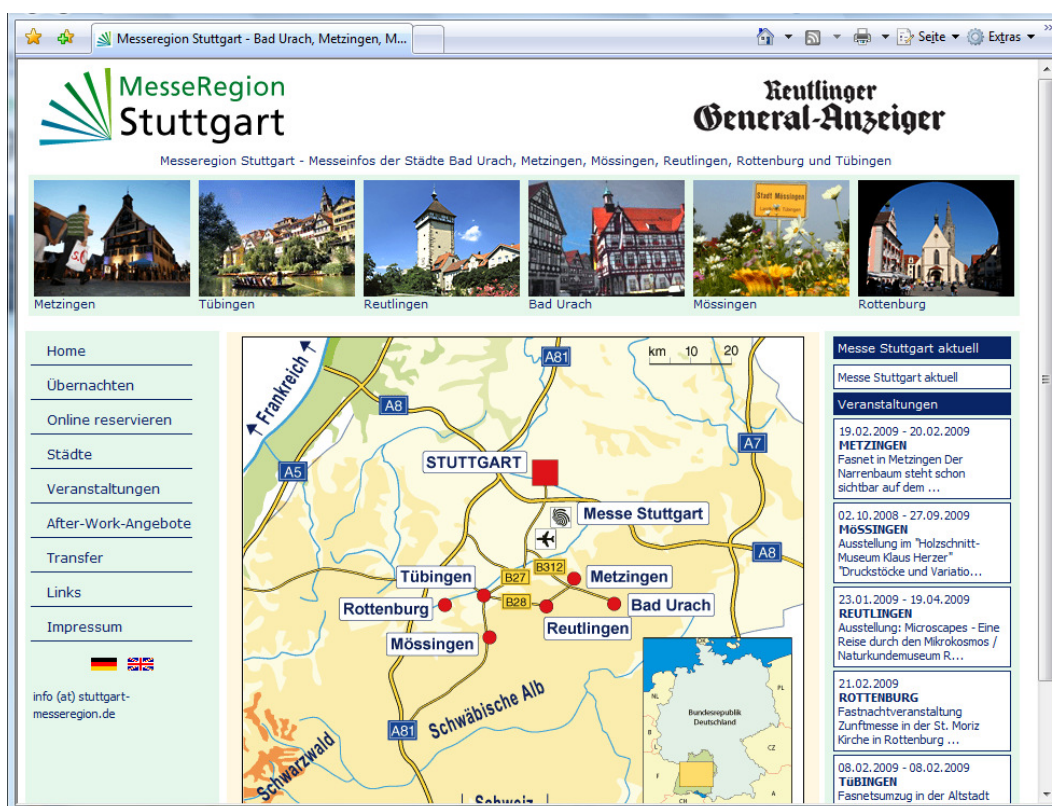 Messeregion Stuttgart - Bad Urach, Metzingen, M...
Seite
Extras
MesseRegion
Stuttgart
Reutlinger
General-Anzeiger
Messeregion Stuttgart - Messeinfos der Städte Bad Urach, Metzingen, Mössingen, Reutlingen, Rottenburg und Tübingen
Stadt Mössingen
Metzingen
Tübingen
Reutlingen
Bad Urach
Mössingen
Rottenburg
Home
Übernachten
Online reservieren
Städte
Veranstaltungen
After-Work-Angebote
Transfer
Links
Impressum
info (at) stuttgart-
messeregion.de
Frankreich
A81
km 10 20
A8
A7
A5
STUTTGART
Messe Stuttgart
A8
Tübingen
B27
B312
Metzingen
Rottenburg
B28
Bad Urach
Reutlingen
Mössingen
Schwäbische Alb
A81
Schwarzwald
Schweiz
NL
PL
Bundesrepublik
Deutschland
B
L
CZ
F
CH
A
Messe Stuttgart aktuell
Messe Stuttgart aktuell
Veranstaltungen
19.02.2009 - 20.02.2009
METZINGEN
Fasnet in Metzingen Der
Narrenbaum steht schon
sichtbar auf dem ...
02.10.2008 - 27.09.2009
MöSSINGEN
Ausstellung im "Holzschnitt-
Museum Klaus Herzer"
"Druckstöcke und Variatio...
23.01.2009 - 19.04.2009
REUTLINGEN
Ausstellung: Microscapes - Eine
Reise durch den Mikrokosmos /
Naturkundemuseum R...
21.02.2009
ROTTENBURG
Fastnachtveranstaltung
Zunftmesse in der St. Moriz
Kirche in Rottenburg ...
08.02.2009 - 08.02.2009
TüBINGEN
Fasnetsumzug in der Altstadt